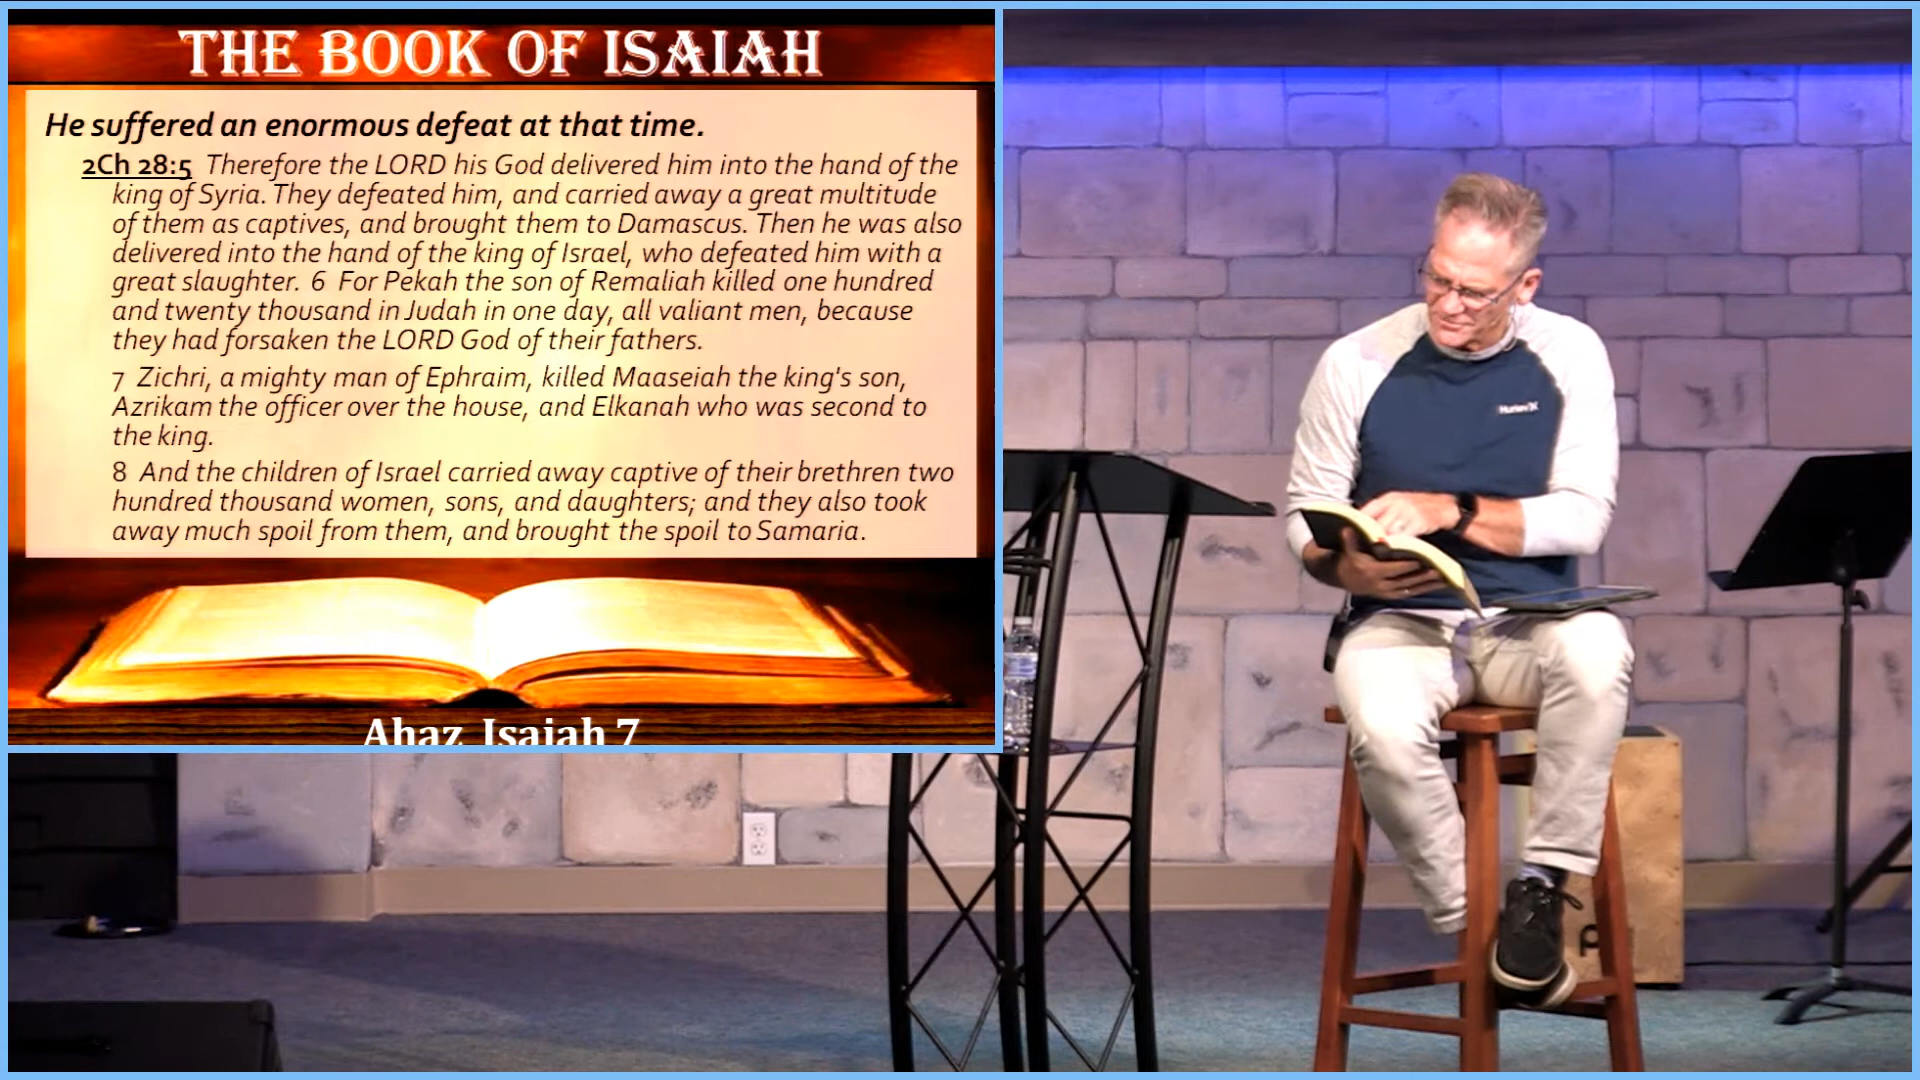 THE BOOK OF ISAIAH
He suffered an enormous defeat at that time.
2Ch 28:5 Therefore the LORD his God delivered him into the hand of the
king of Syria. They defeated him, and carried away a great multitude
of them as captives, and brought them to Damascus. Then he was also
delivered into the hand of the king of Israel, who defeated him with a
great slaughter. 6 For Pekah the son of Remaliah killed one hundred
and twenty thousand in Judah in one day, all valiant men, because
they had forsaken the LORD God of their fathers.
7 Zichri, a mighty man of Ephraim, killed Maaseiah the king's son,
Azrikam the officer over the house, and Elkanah who was second to
the king.
8 And the children of Israel carried away captive of their brethren two
hundred thousand women, sons, and daughters; and they also took
away much spoil from them, and brought the spoil to Samaria.
Ahaz Isaiah 7
Hurley